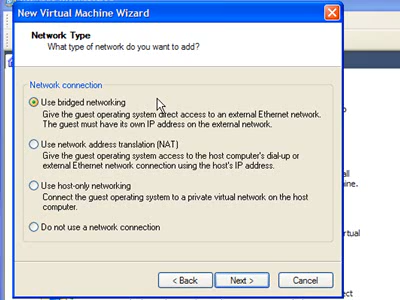 New Virtual Machine Wizard
Network Type
What type of network do you want to add?
Network connection
Use bridged networking
Give the guest operating system direct access to an external Ethernet network.
The guest must have its own IP address on the external network.
Use network address translation (NAT)
Give the guest operating system access to the host computer's dial-up or
external Ethernet network connection using the host's IP address.
Use host-only networking
Connect the guest operating system to a private virtual network on the host
computer.
Do not use a network connection
< Back
Next >
Cancel
all
ine.
irtual
ect